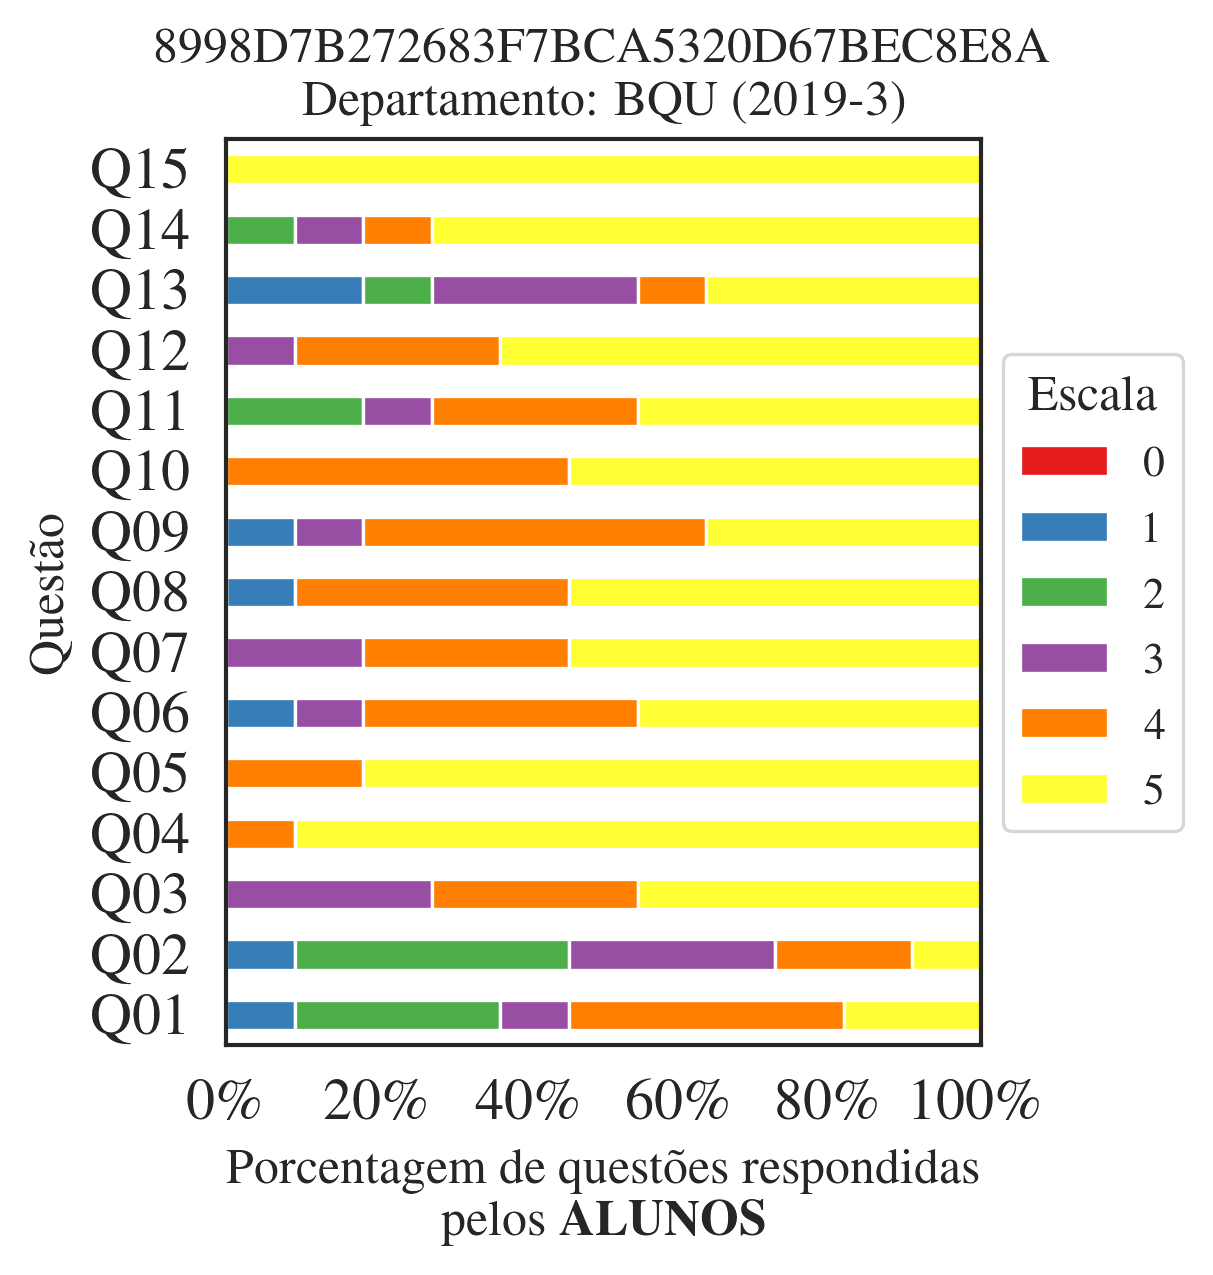 8998D7B272683F7BCA5320D67BEC8E8A
Departamento: BQU (2019-3)
Questão
Q15
Q14
Q13
Q12
Q11
Q10
Q09
Q08
Q07
Q06
Q05
Q04
Q03
Q02
Q01
0% 20% 40% 60% 80% 100%
Porcentagem de questões respondidas
pelos ALUNOS
Escala
0
1
2
3
4
5